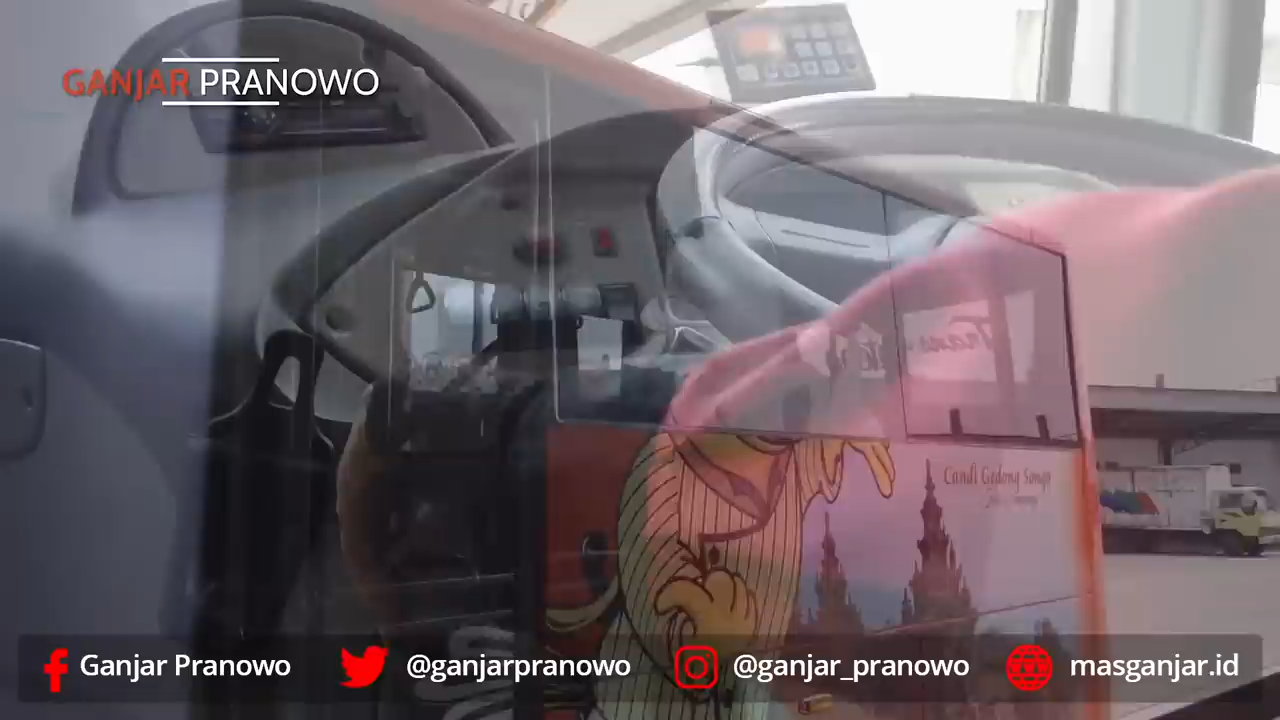 GANJAR PRANOWO
Candi Gedong Songo
Ganjar Pranowo
@ganjarpranowo
@ganjar_pranowo
masganjar.id